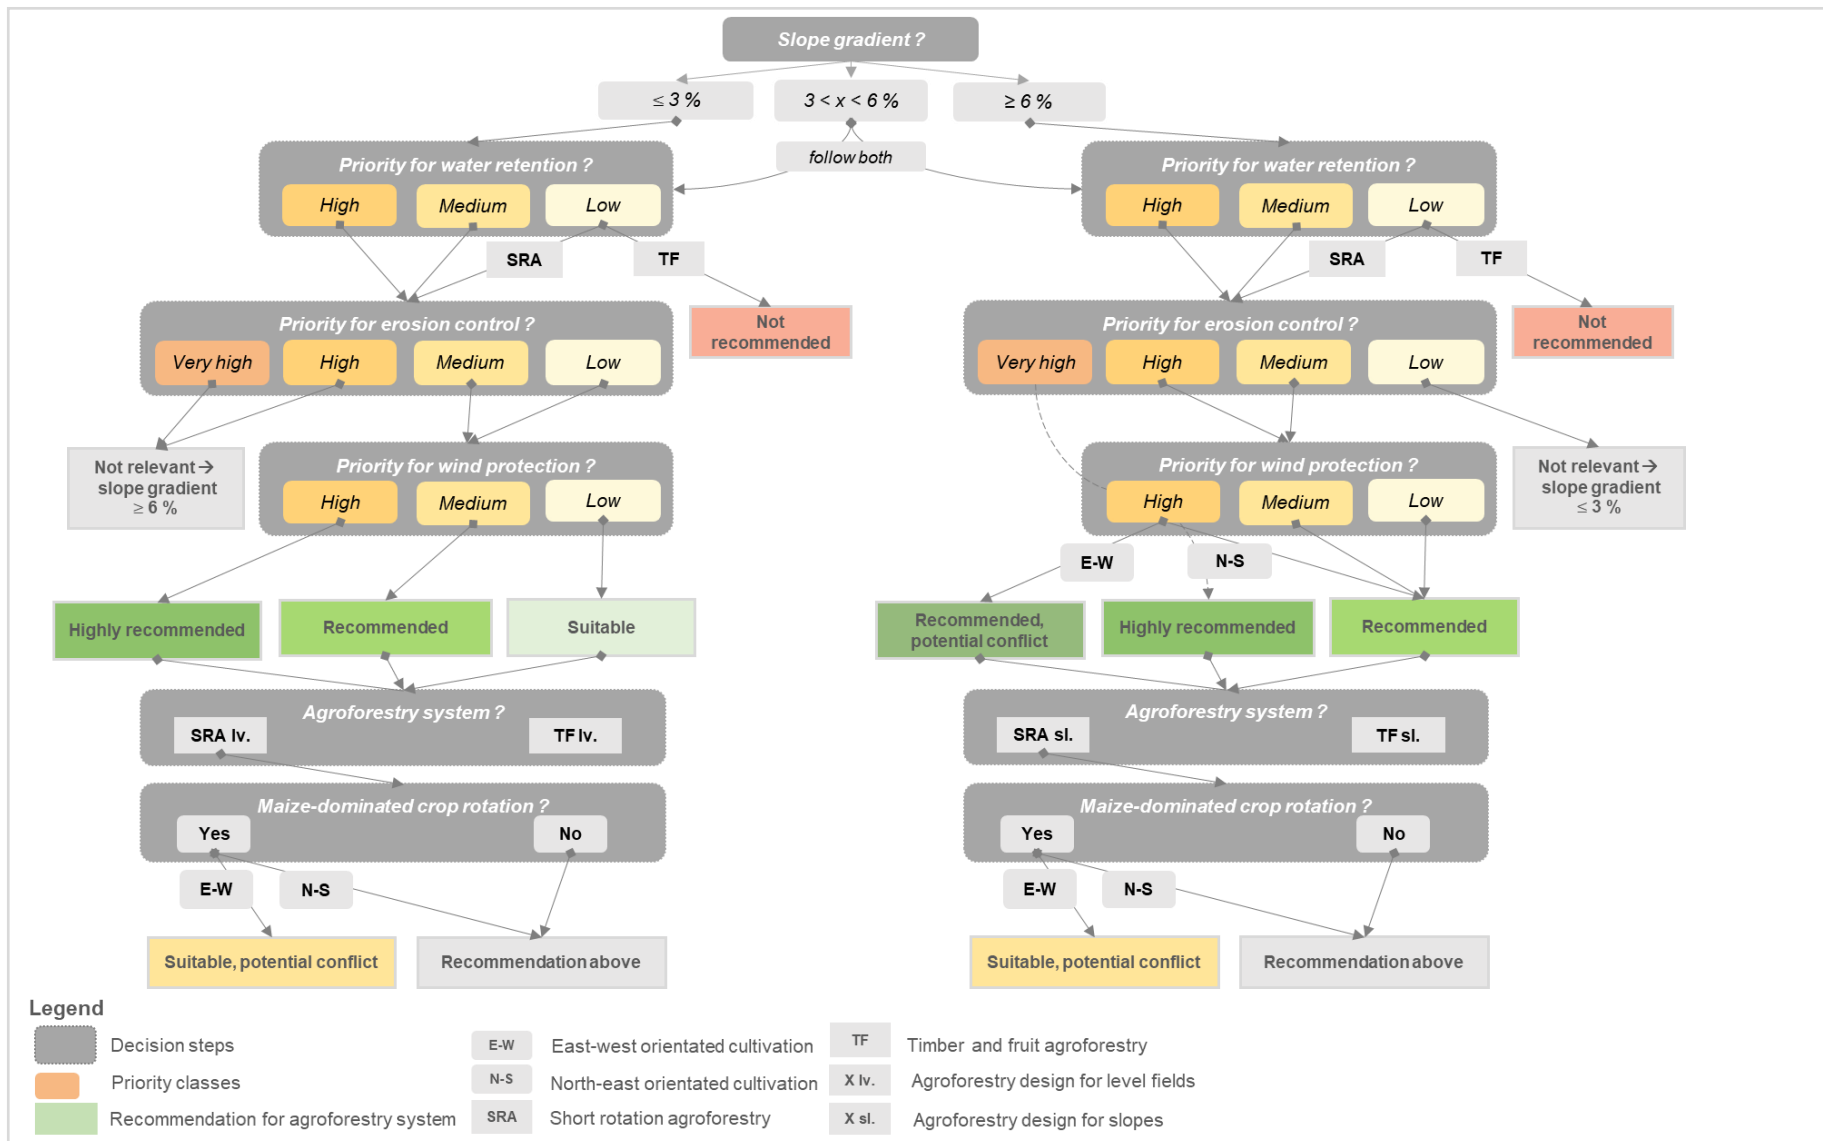 Slope gradient ?
≤ 3 %
3 < x < 6 %
≥ 6 %
follow both
Priority for water retention ?
High
Medium
Low
SRA
TF
Not
recommended
Priority for erosion control ?
Very high
High
Medium
Low
Not relevant →
slope gradient
≥ 6 %
Priority for wind protection ?
High
Medium
Low
Highly recommended
Recommended
Suitable
Agroforestry system ?
SRA lv.
TF lv.
Maize-dominated crop rotation ?
Yes
No
E-W
N-S
Suitable, potential conflict
Recommendation above
Priority for water retention ?
High
Medium
Low
SRA
TF
Not
recommended
Priority for erosion control ?
Very high
High
Medium
Low
Not relevant →
slope gradient
≤ 3 %
Priority for wind protection ?
High
Medium
Low
E-W
N-S
Recommended,
potential conflict
Highly recommended
Recommended
Agroforestry system ?
SRA sl.
TF sl.
Maize-dominated crop rotation ?
Yes
No
E-W
N-S
Suitable, potential conflict
Recommendation above
Legend
Decision steps
Priority classes
Recommendation for agroforestry system
E-W East-west orientated cultivation
N-S North-east orientated cultivation
SRA Short rotation agroforestry
TF Timber and fruit agroforestry
X lv. Agroforestry design for level fields
X sl. Agroforestry design for slopes